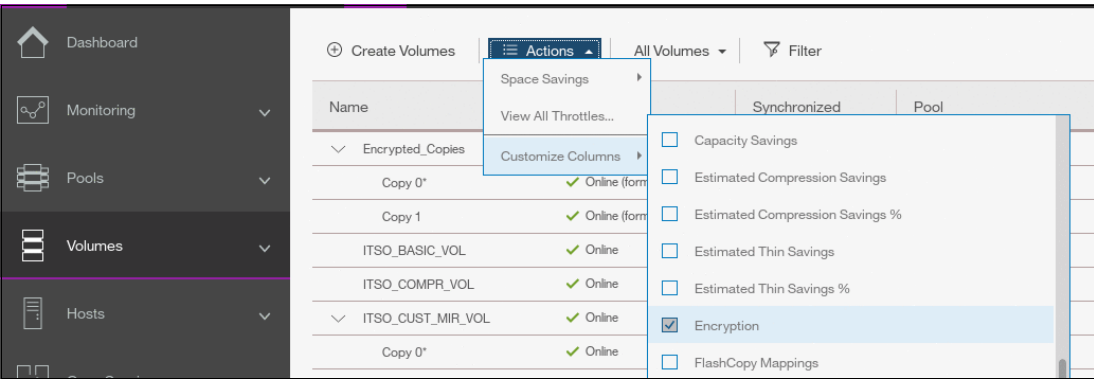 Dashboard
Monitoring
Pools
Volumes
Hosts
Create Volumes
Actions
All Volumes
Filter
Space Savings
View All Throttles...
Customize Columns
Name
Synchronized
Pool
Encrypted_Copies
Copy 0*
Online (form
Copy 1
Online (form
ITSO_BASIC_VOL
Online
ITSO_COMPR_VOL
Online
ITSO_CUST_MIR_VOL
Online
Copy 0*
Online
Capacity Savings
Estimated Compression Savings
Estimated Compression Savings %
Estimated Thin Savings
Estimated Thin Savings %
Encryption
FlashCopy Mappings